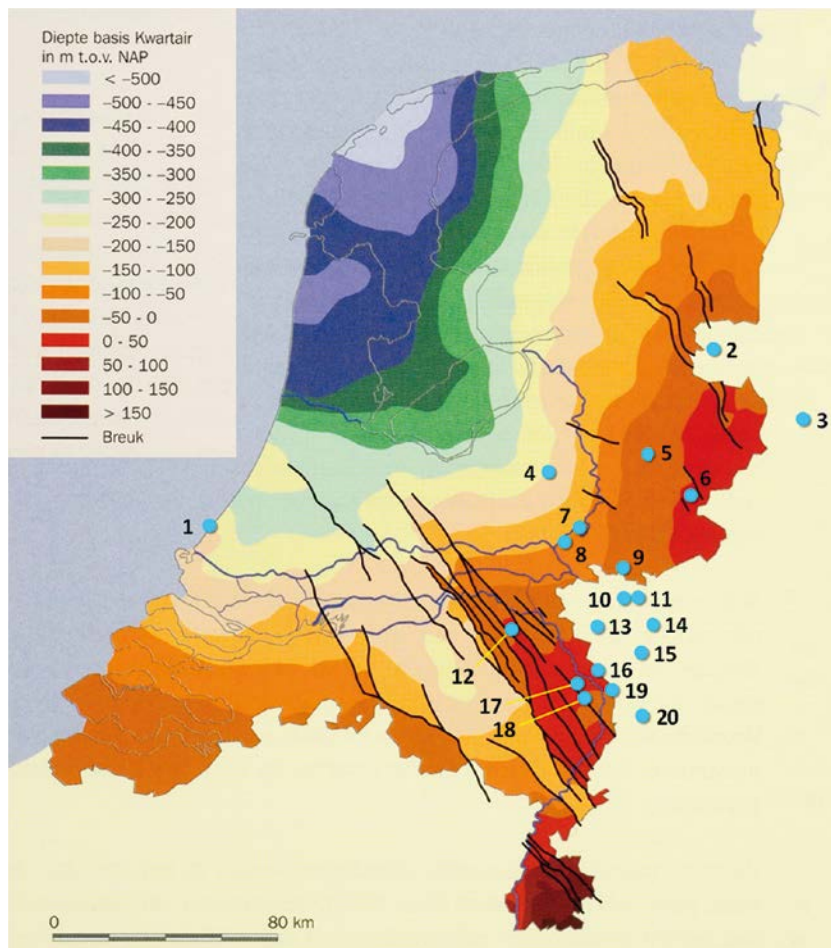 Diepte basis Kwartair
in m t.o.v. NAP
< –500
–500 - –450
–450 - –400
–400 - –350
–350 - –300
–300 - –250
–250 - –200
–200 - –150
–150 - –100
–100 - –50
–50 - 0
0 - 50
50 - 100
100 - 150
> 150
Breuk
1
2
3
4
5
6
7
8
9
10
11
12
13
14
15
16
17
18
19
20
0
80 km